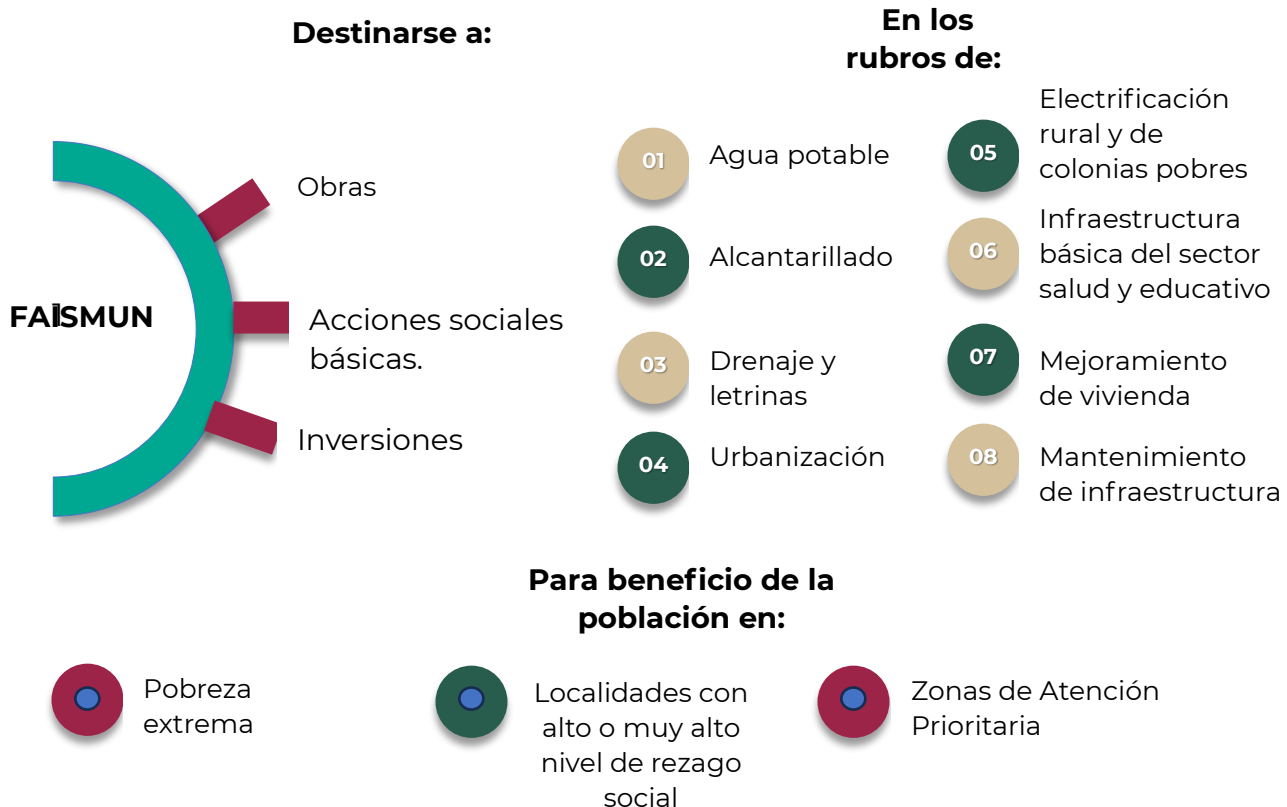 Destinarse a:
En los
rubros de:
FAISMUN
Obras
Acciones sociales
básicas.
Inversiones
01
Agua potable
02
Alcantarillado
03
Drenaje y
letrinas
04
Urbanización
05
Electrificación
rural y de
colonias pobres
06
Infraestructura
básica del sector
salud y educativo
07
Mejoramiento
de vivienda
08
Mantenimiento
de infraestructura
Para beneficio de la
población en:
Pobreza
extrema
Localidades con
alto o muy alto
nivel de rezago
social
Zonas de Atención
Prioritaria